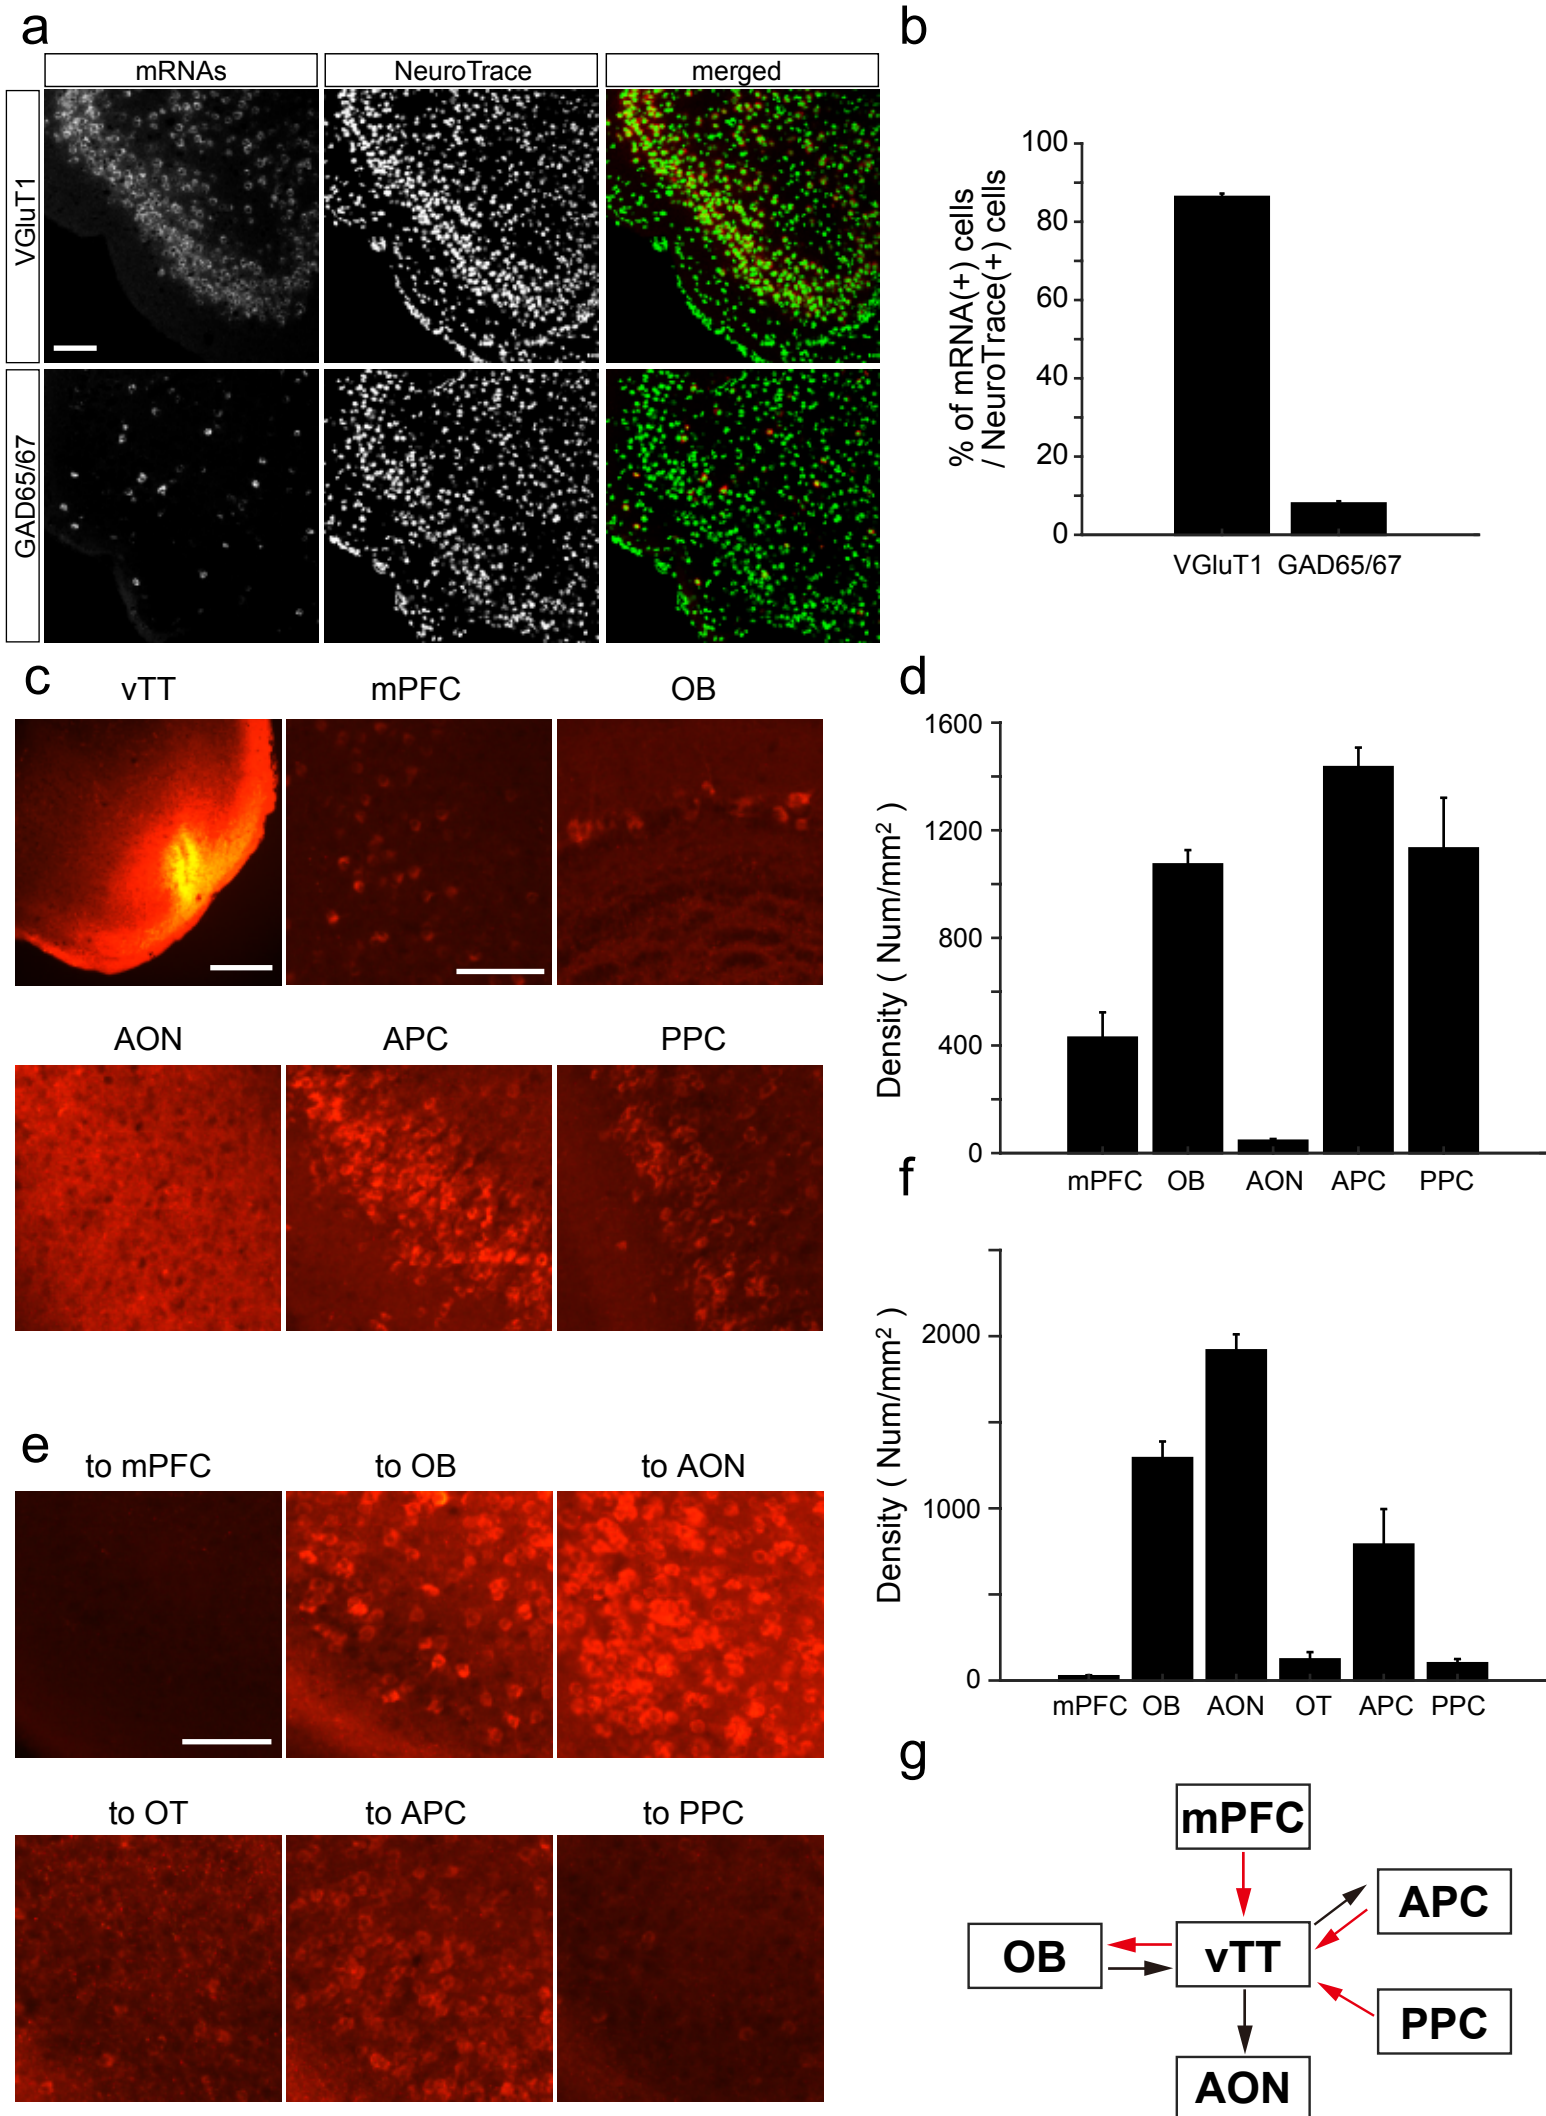 a
mRNAs NeuroTrace merged
VGluT1
GAD65/67
b
% of mRNA(+) cells
/ NeuroTrace(+) cells
100
80
60
40
20
0
VGluT1 GAD65/67
c
vTT mPFC OB
AON APC PPC
d
Density ( Num/mm²)
1600
1200
800
400
0
mPFC OB AON APC PPC
e
to mPFC to OB to AON
to OT to APC to PPC
f
Density ( Num/mm²)
2000
1000
0
mPFC OB AON OT APC PPC
g
mPFC
APC
OB vTT
PPC
AON